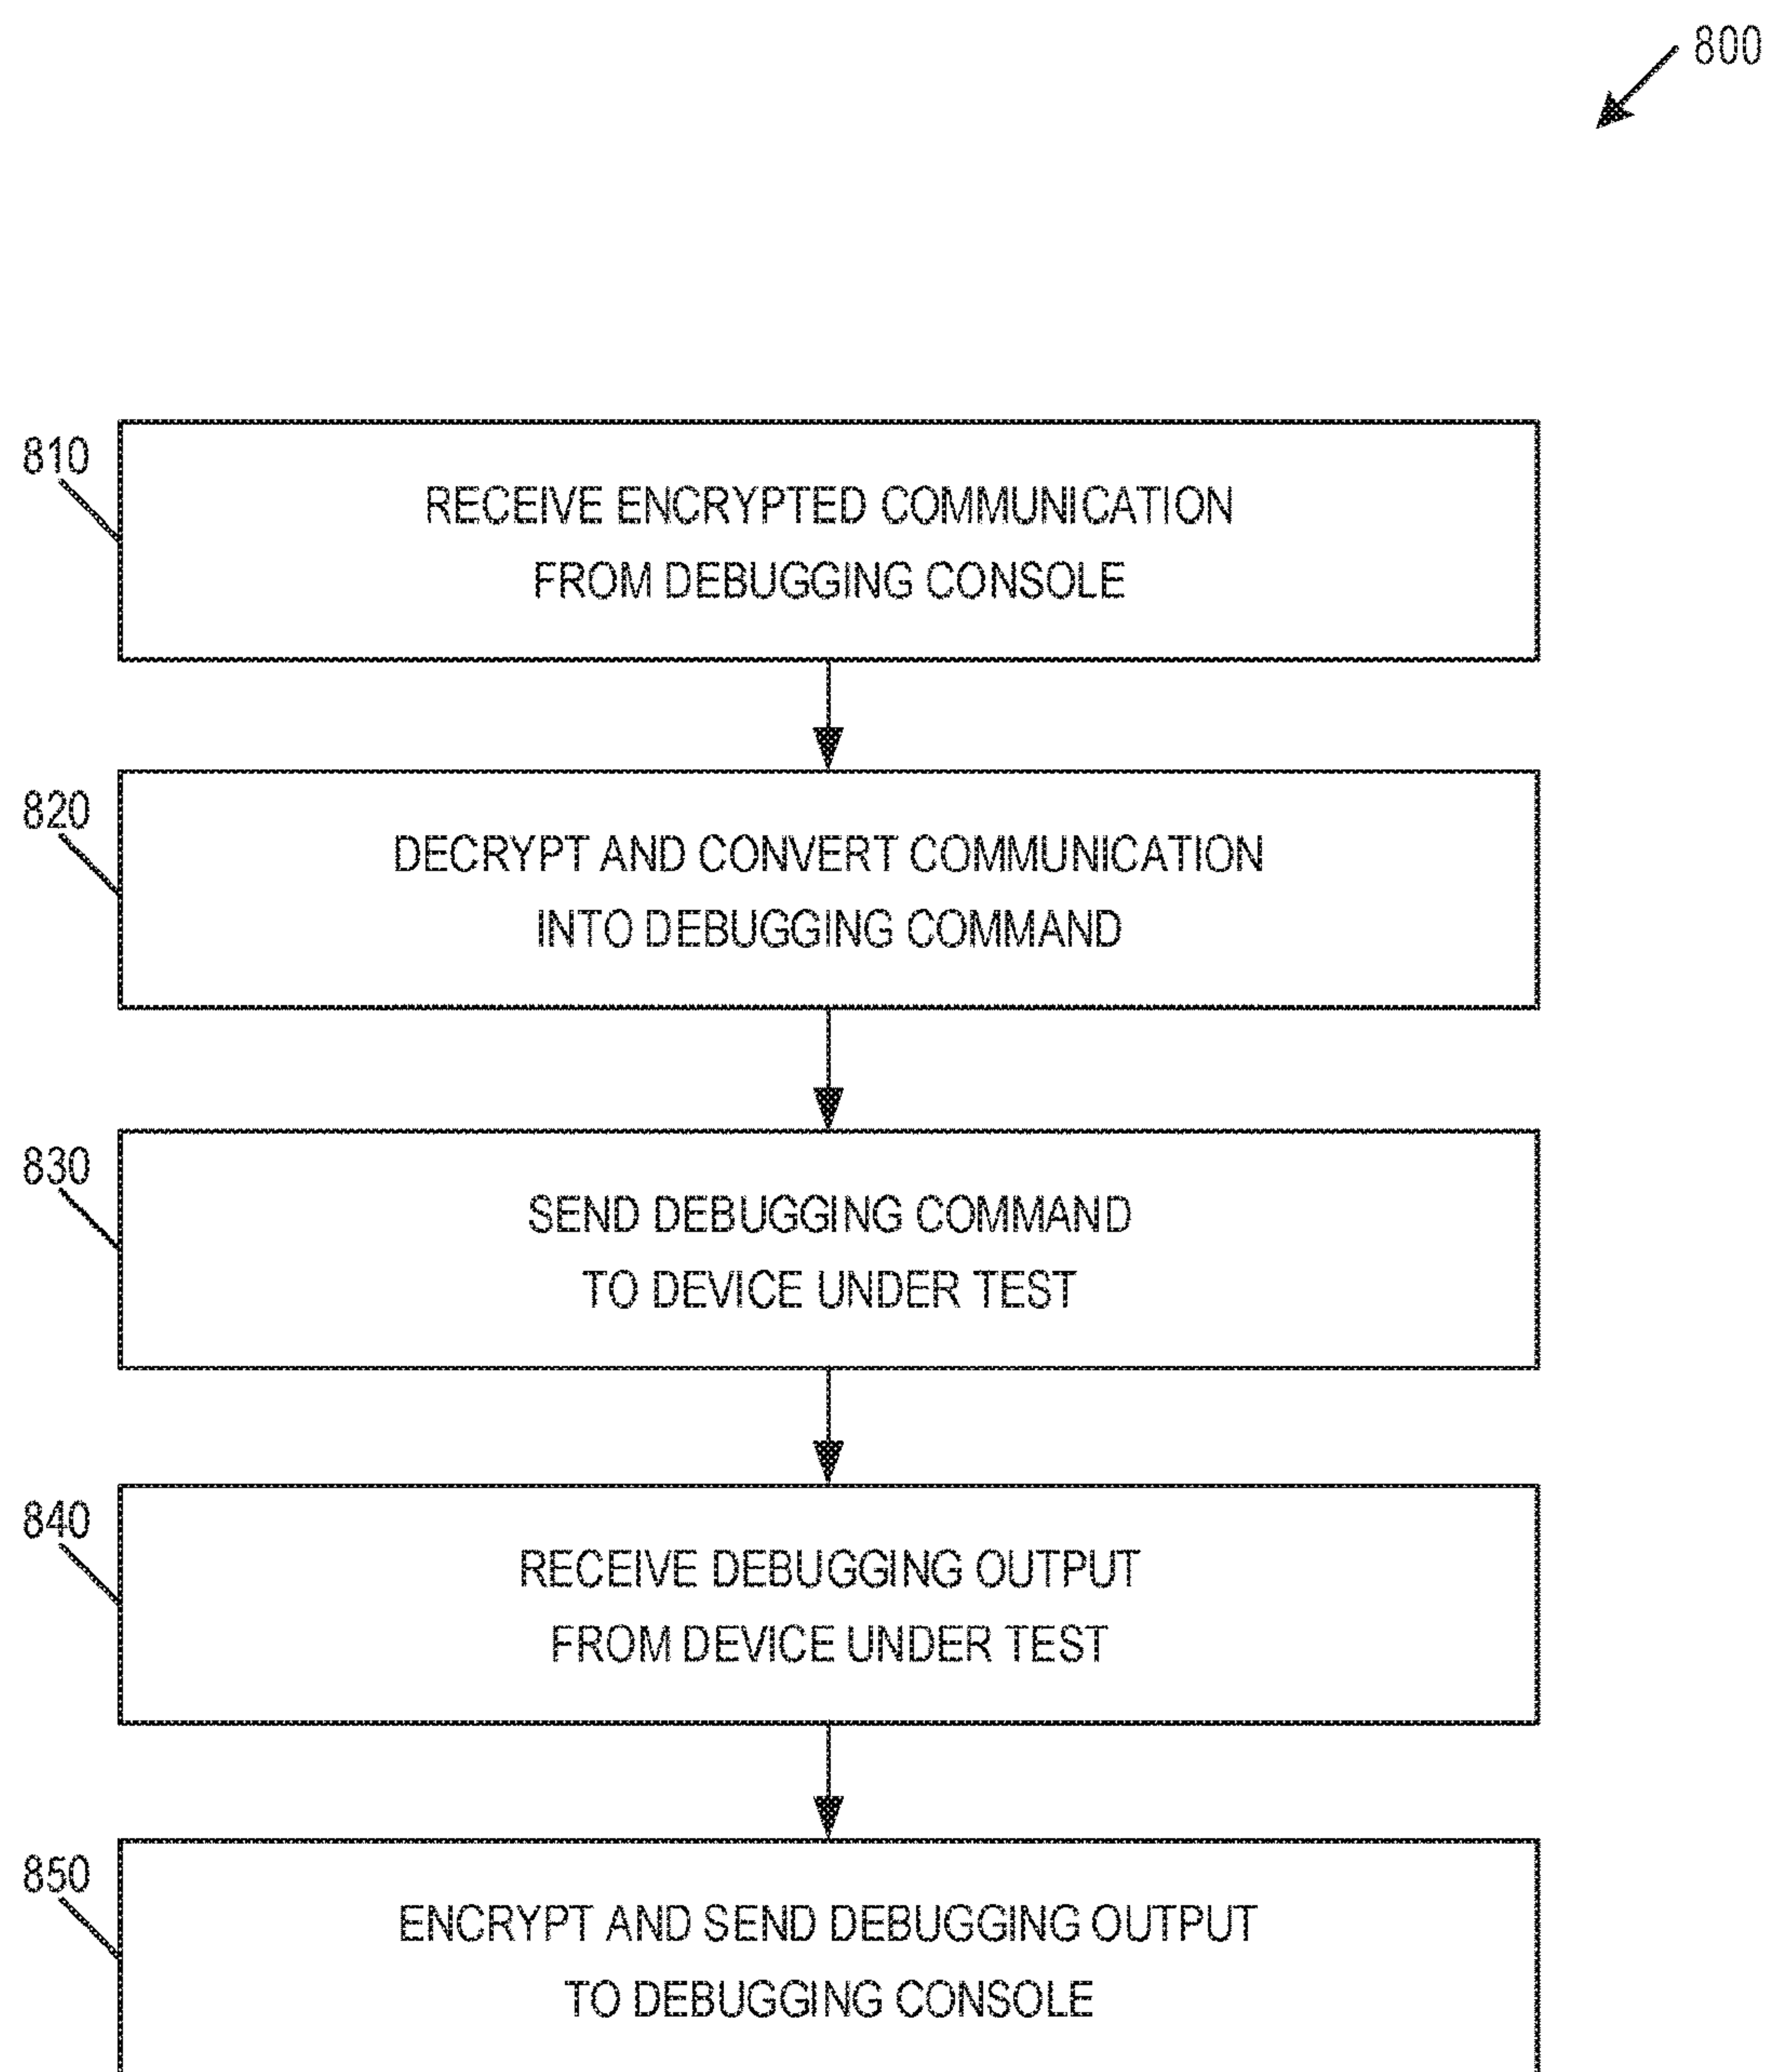 800
810
RECEIVE ENCRYPTED COMMUNICATION
FROM DEBUGGING CONSOLE
820
DECRYPT AND CONVERT COMMUNICATION
INTO DEBUGGING COMMAND
830
SEND DEBUGGING COMMAND
TO DEVICE UNDER TEST
840
RECEIVE DEBUGGING OUTPUT
FROM DEVICE UNDER TEST
850
ENCRYPT AND SEND DEBUGGING OUTPUT
TO DEBUGGING CONSOLE